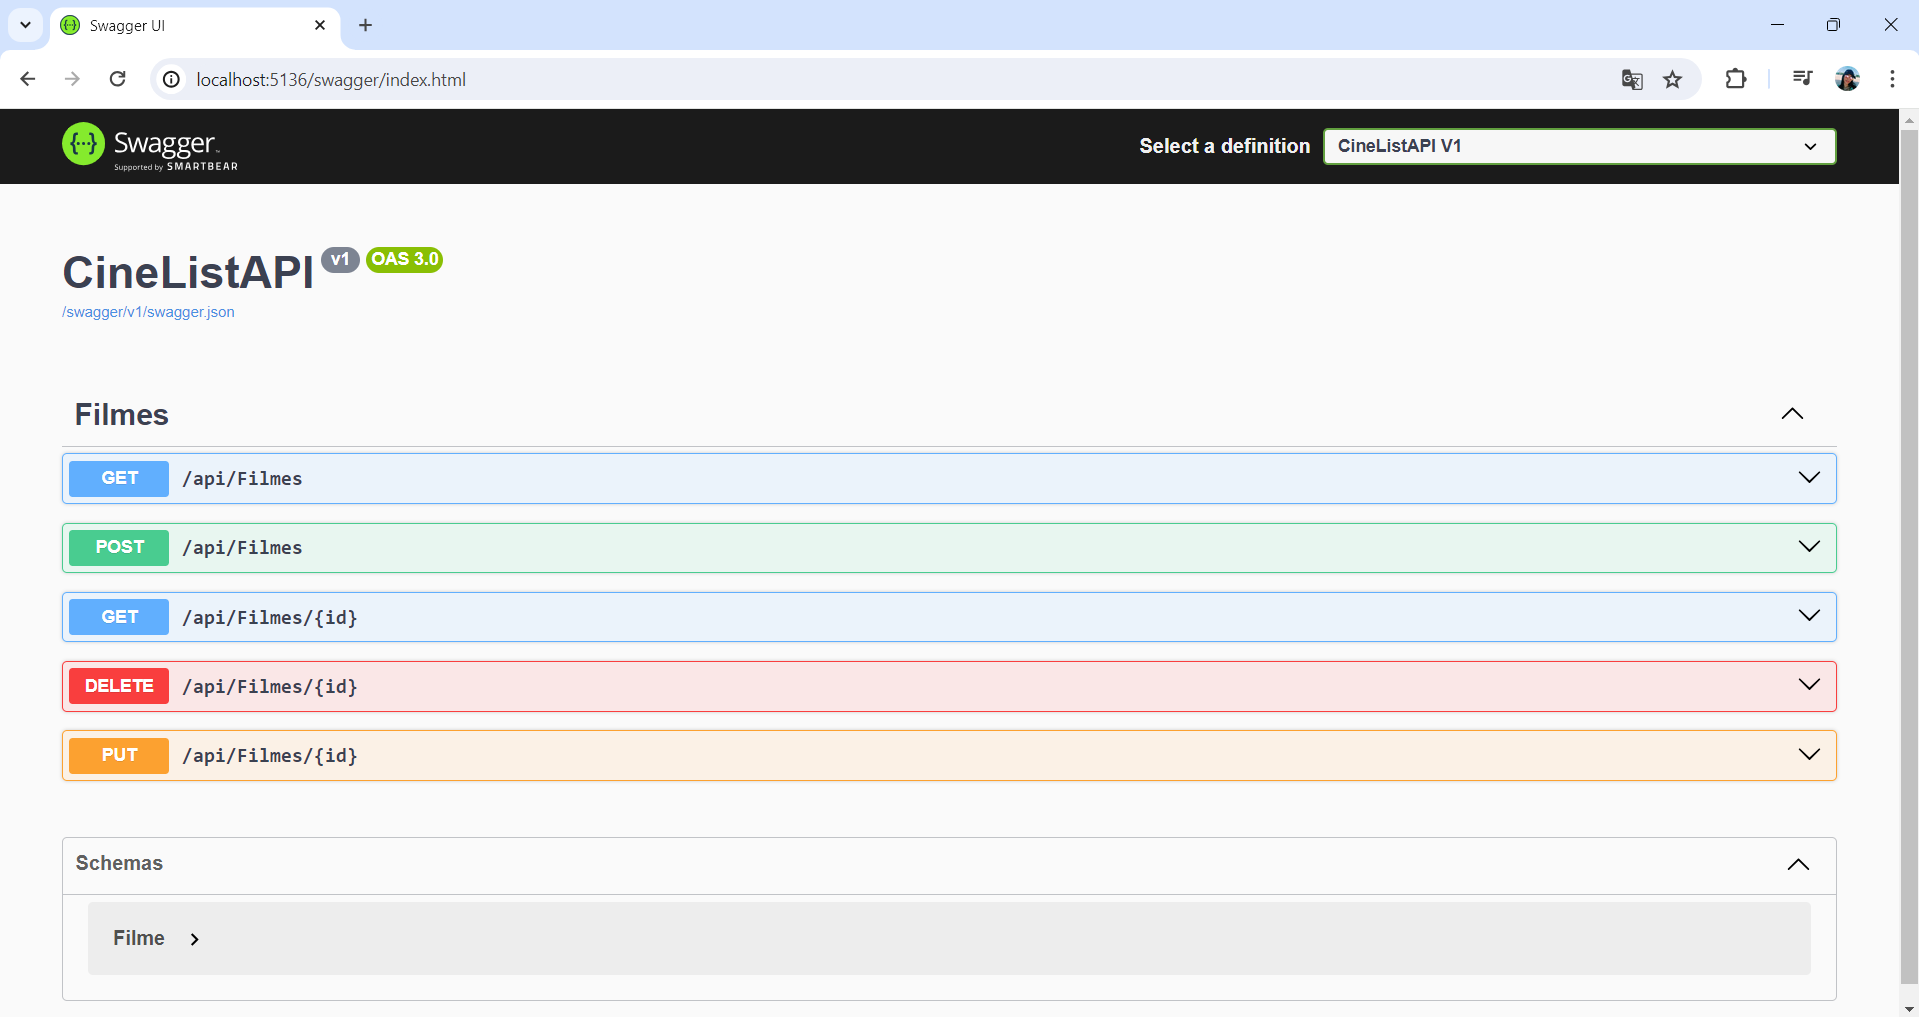 Swagger UI
localhost:5136/swagger/index.html
Swagger™
Supported by SMARTBEAR
Select a definition
CineListAPI V1
CineListAPI v1 OAS 3.0
/swagger/v1/swagger.json
Filmes
GET /api/Filmes
POST /api/Filmes
GET /api/Filmes/{id}
DELETE /api/Filmes/{id}
PUT /api/Filmes/{id}
Schemas
Filme